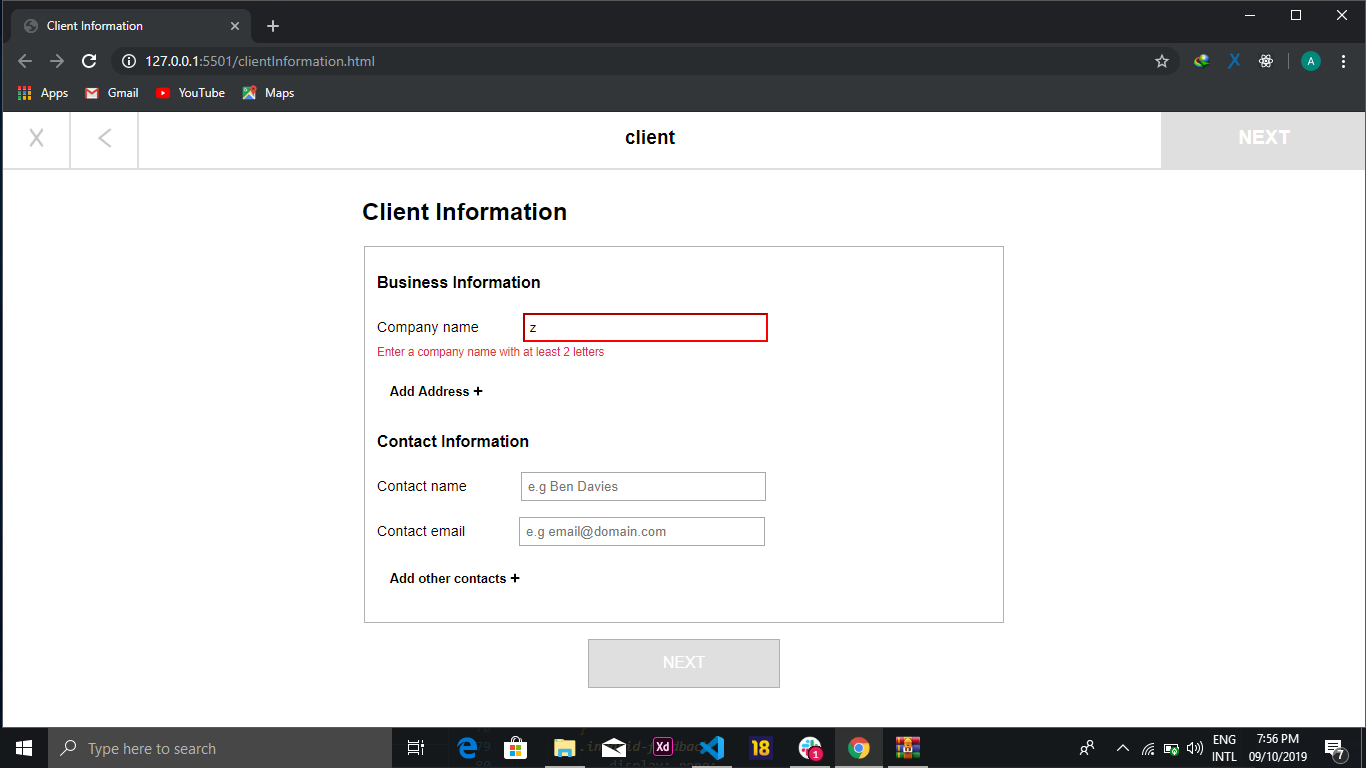 Client Information
127.0.0.1:5501/clientInformation.html
A
Apps Gmail YouTube Maps
X < client NEXT
Client Information
Business Information
Company name z
Enter a company name with at least 2 letters
Add Address +
Contact Information
Contact name e.g Ben Davies
Contact email e.g email@domain.com
Add other contacts +
NEXT
Type here to search
Xd
18
1
ENG
INTL
7:56 PM
09/10/2019
7